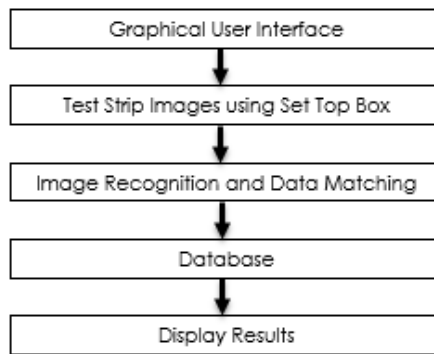 Graphical User Interface
Test Strip Images using Set Top Box
Image Recognition and Data Matching
Database
Display Results